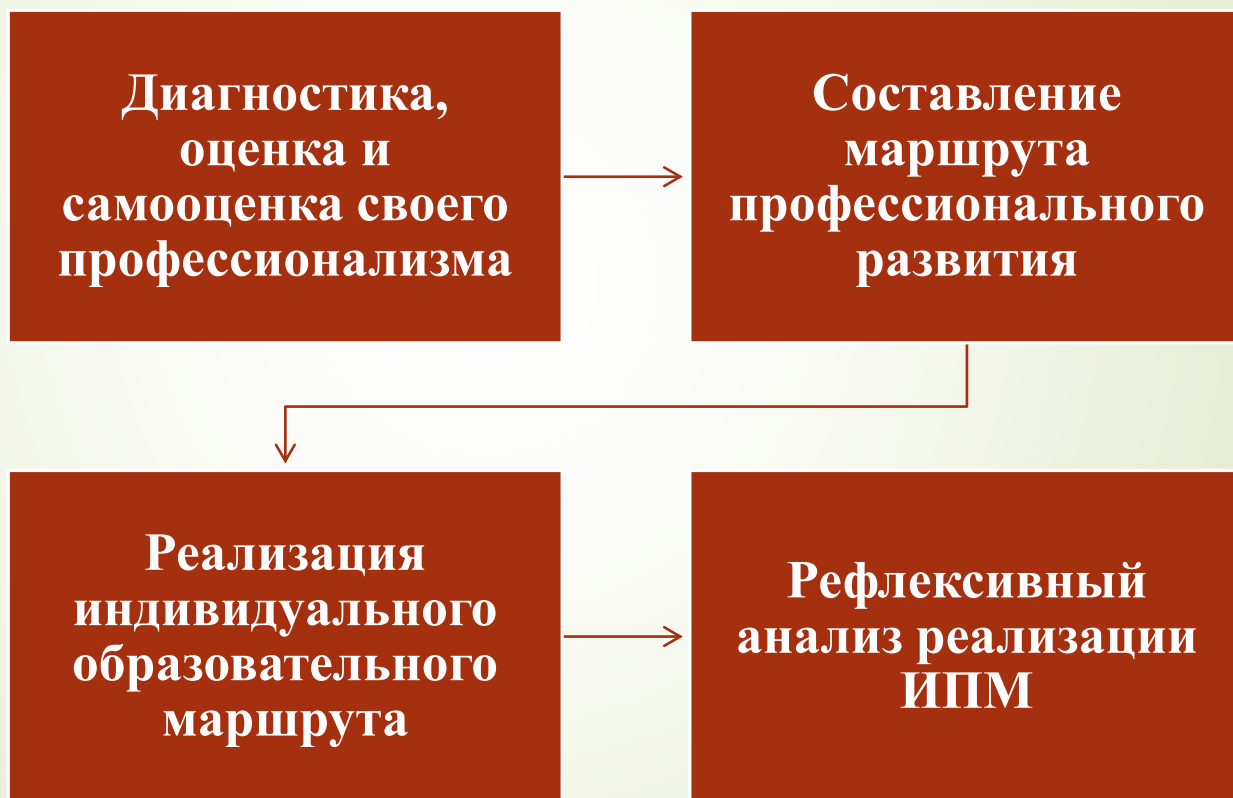 Диагностика,
оценка и
самооценка своего
профессионализма
Составление
маршрута
профессионального
развития
Реализация
индивидуального
образовательного
маршрута
Рефлексивный
анализ реализации
ИПМ